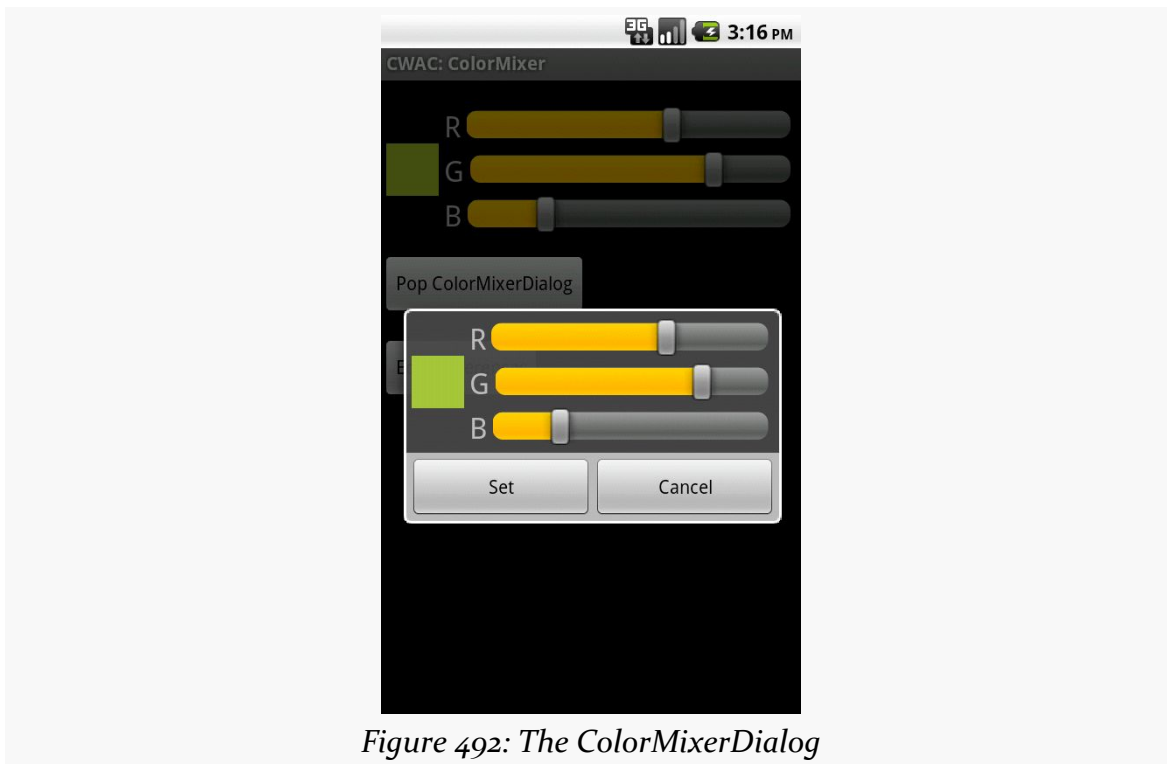 3G
3:16 PM
CWAC: ColorMixer
R
G
B
Pop ColorMixerDialog
E
R
G
B
Set
Cancel
Figure 492: The ColorMixerDialog